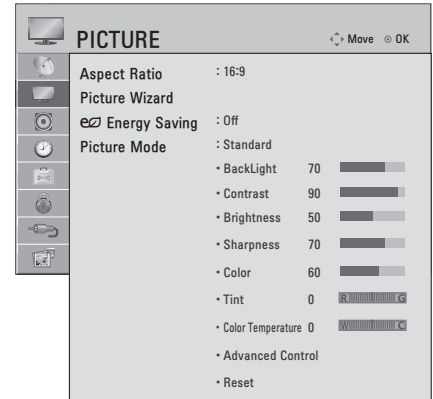 PICTURE
Move OK
Aspect Ratio : 16:9
Picture Wizard
Energy Saving : Off
Picture Mode : Standard
• BackLight 70
• Contrast 90
• Brightness 50
• Sharpness 70
• Color 60
• Tint 0 R G
• Color Temperature 0 W C
• Advanced Control
• Reset